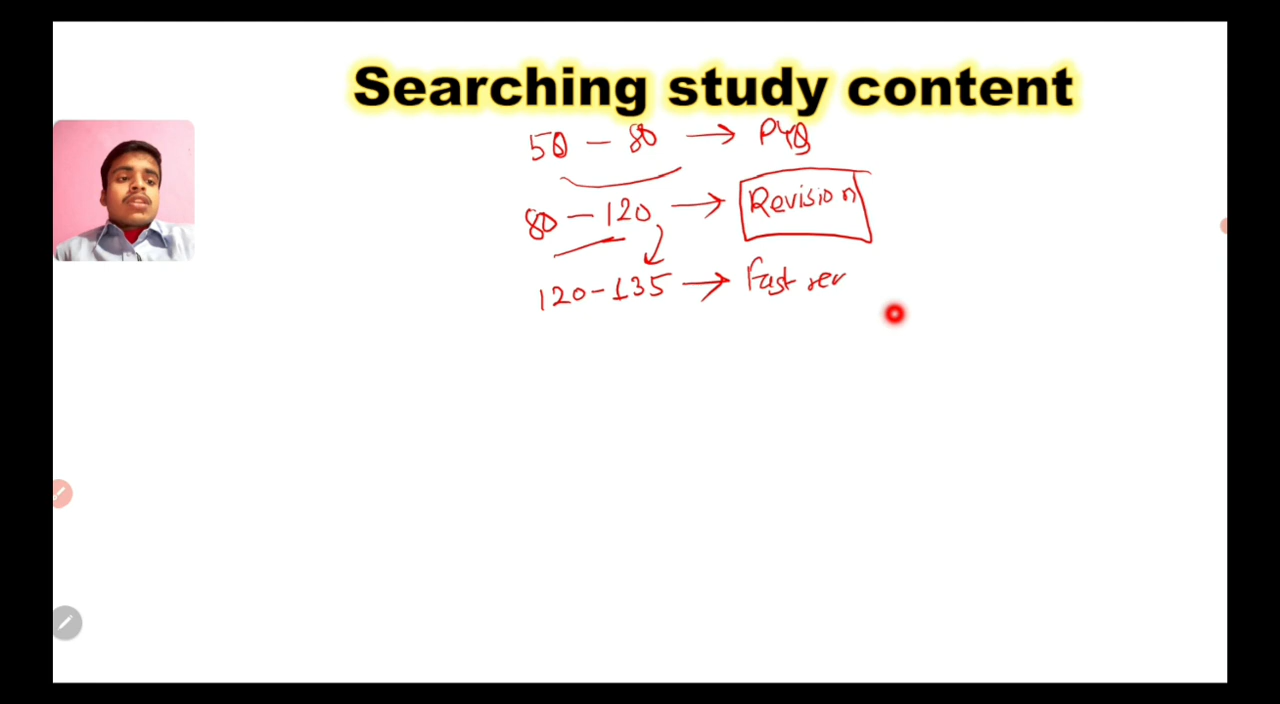 Searching study content
50 - 80 → PYQ
80 - 120 → Revision
120 - 135 → Fast rev